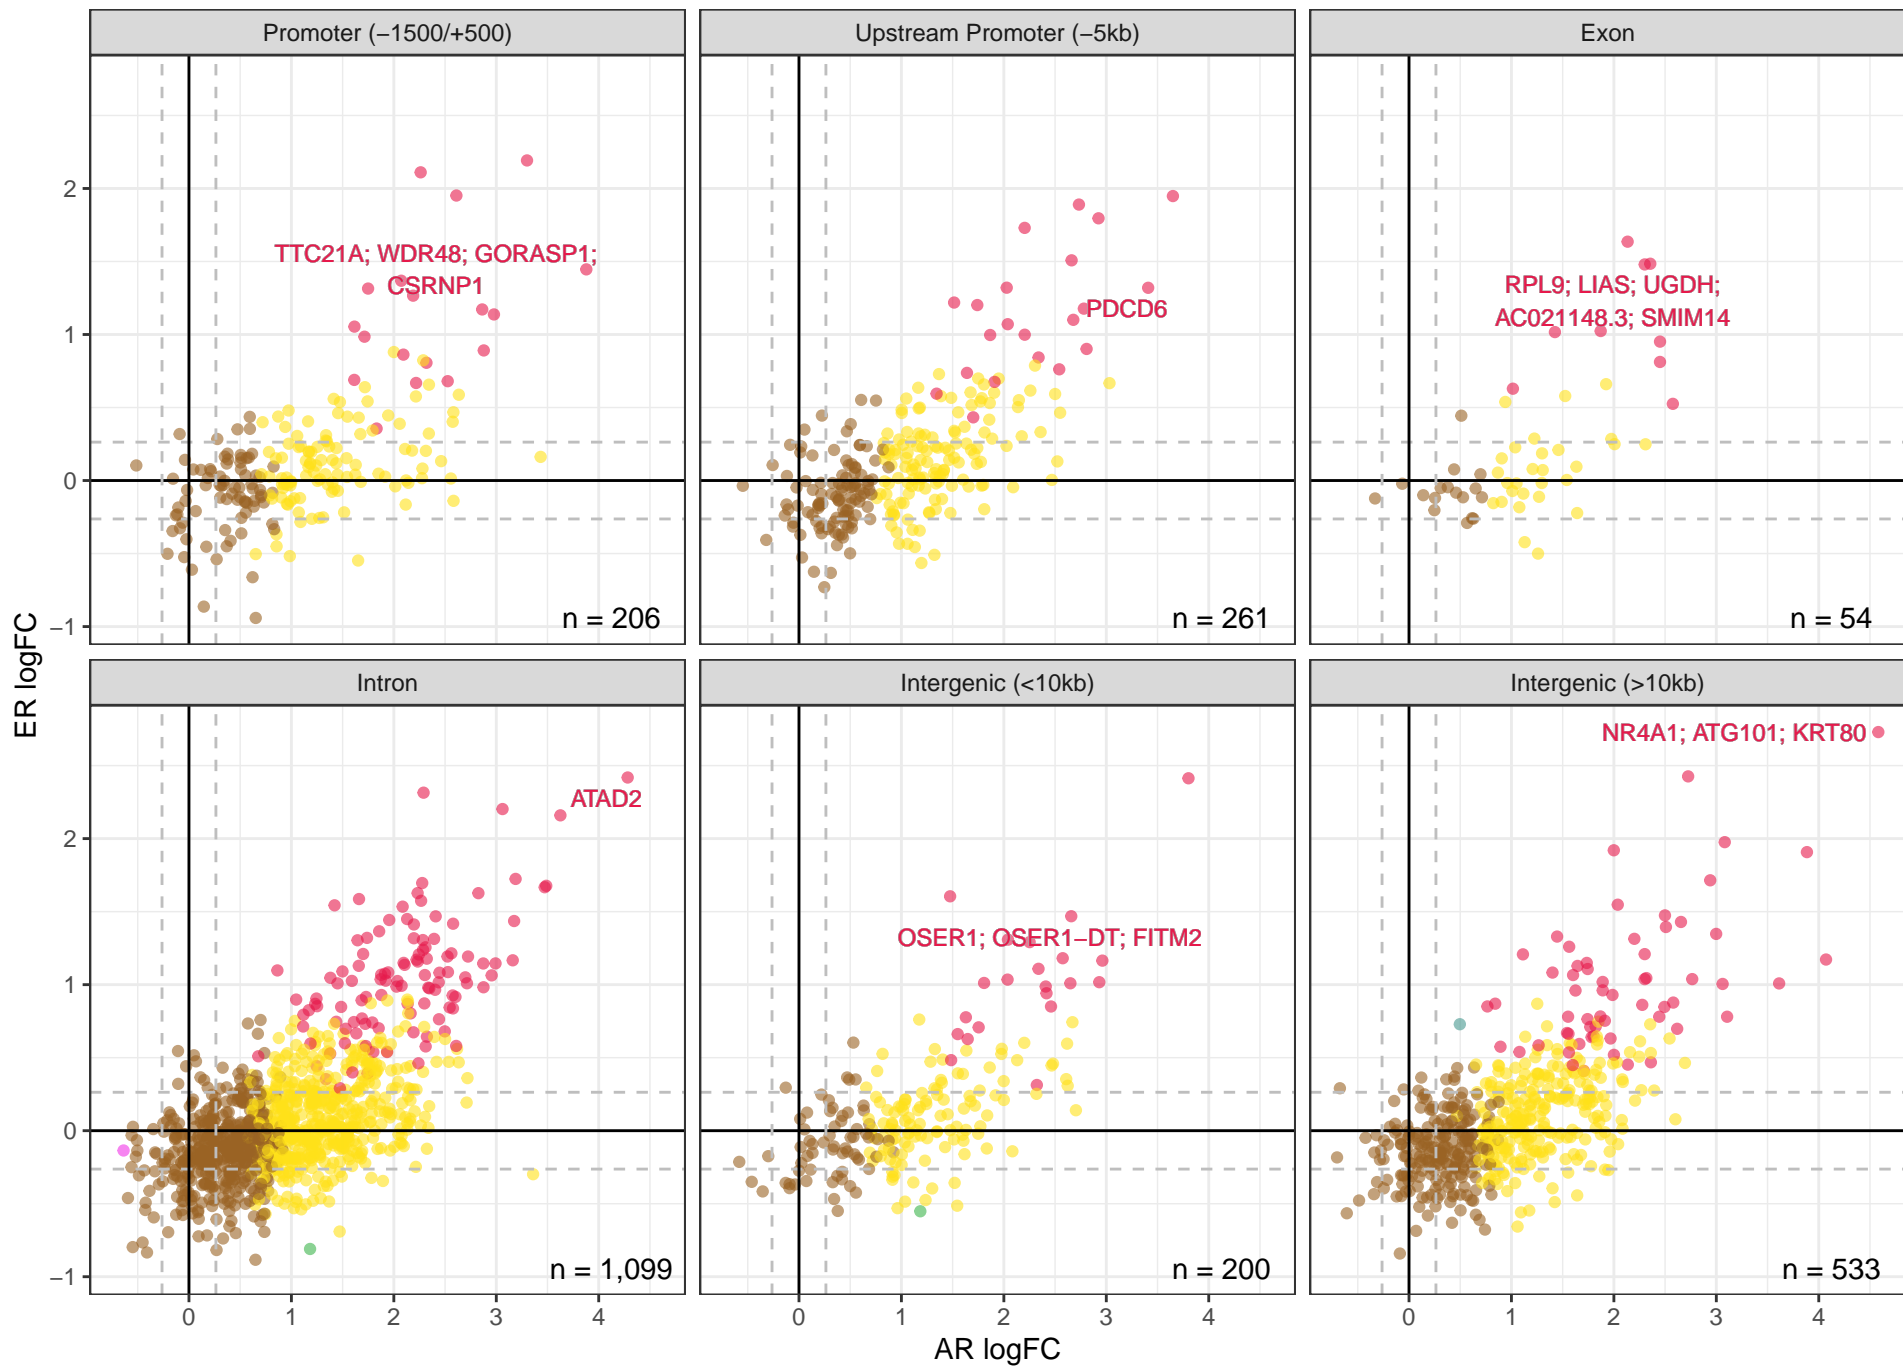 Promoter (−1500/+500)
Upstream Promoter (−5kb)
Exon
2
1
0
−1
TTC21A; WDR48; GORASP1;
CSRNP1
n = 206
PDCD6
n = 261
RPL9; LIAS; UGDH;
AC021148.3; SMIM14
n = 54
ER logFC
Intron
Intergenic (<10kb)
Intergenic (>10kb)
2
1
0
−1
ATAD2
n = 1,099
OSER1; OSER1−DT; FITM2
n = 200
NR4A1; ATG101; KRT80
n = 533
0 1 2 3 4
0 1 2 3 4
0 1 2 3 4
AR logFC